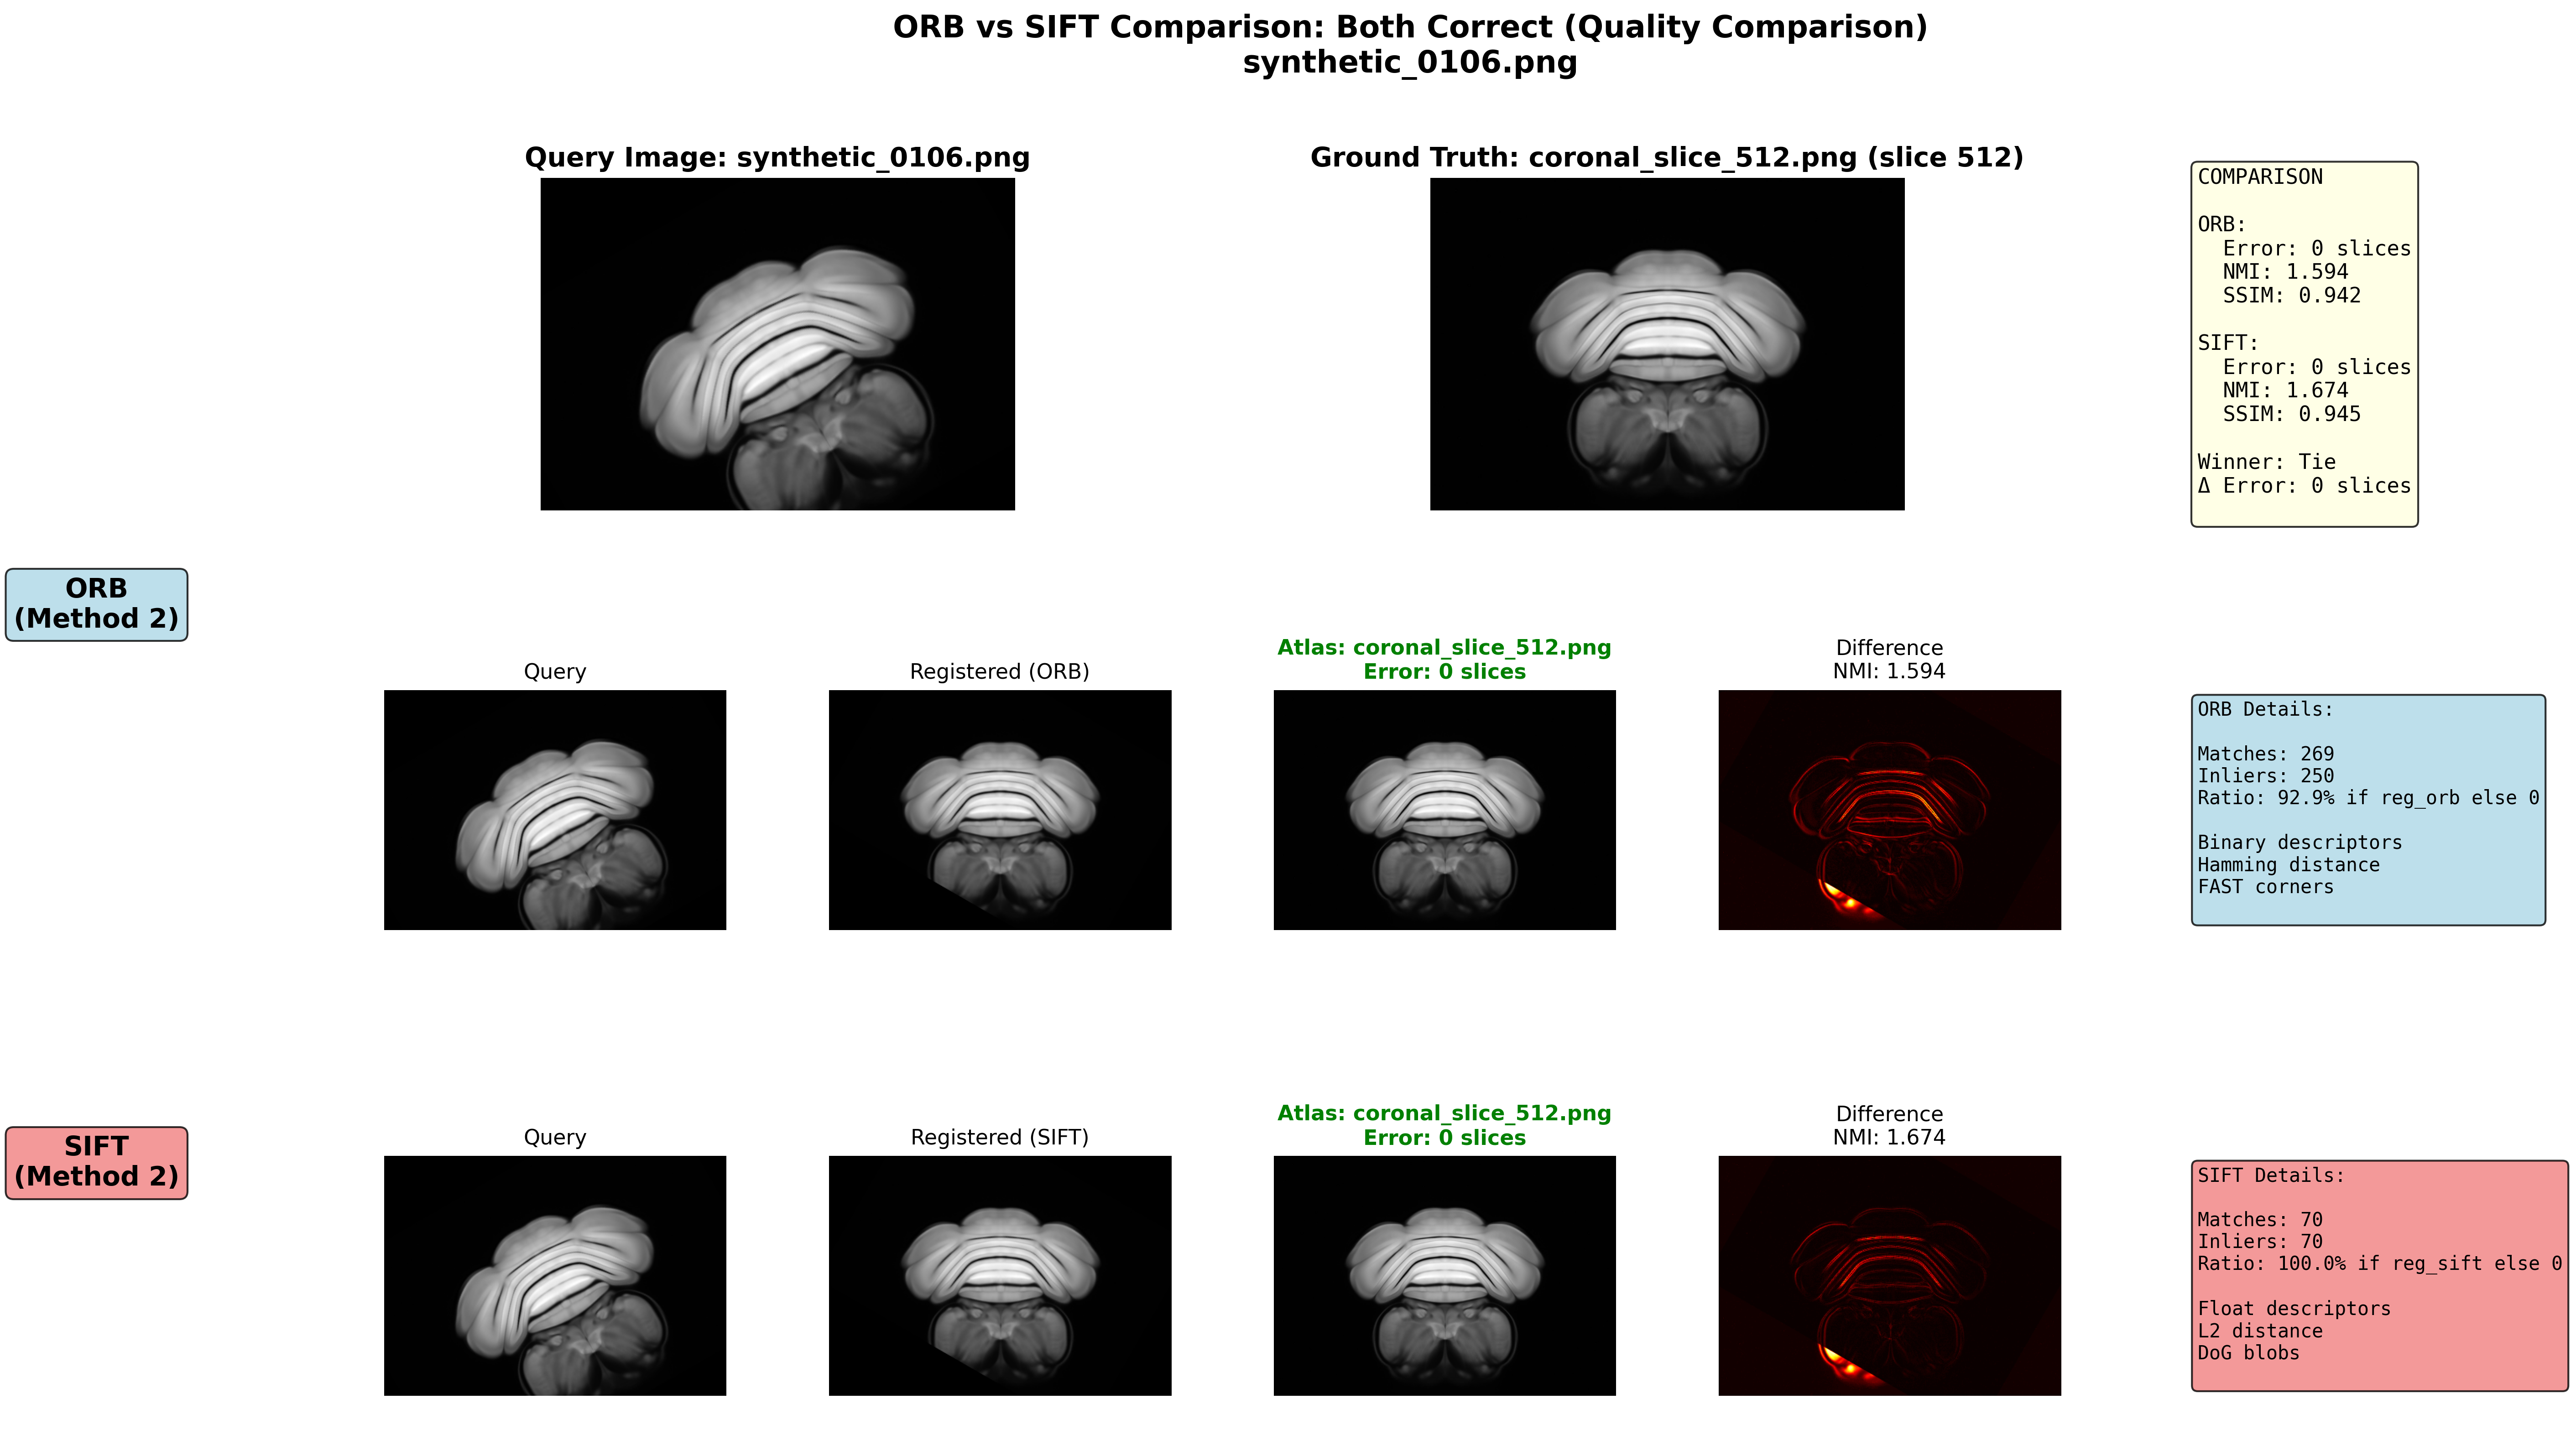 ORB vs SIFT Comparison: Both Correct (Quality Comparison)
synthetic_0106.png
Query Image: synthetic_0106.png
Ground Truth: coronal_slice_512.png (slice 512)
COMPARISON
ORB:
Error: 0 slices
NMI: 1.594
SSIM: 0.942
SIFT:
Error: 0 slices
NMI: 1.674
SSIM: 0.945
Winner: Tie
Δ Error: 0 slices
ORB
(Method 2)
Query
Registered (ORB)
Atlas: coronal_slice_512.png
Error: 0 slices
Difference
NMI: 1.594
ORB Details:
Matches: 269
Inliers: 250
Ratio: 92.9% if reg_orb else 0
Binary descriptors
Hamming distance
FAST corners
SIFT
(Method 2)
Query
Registered (SIFT)
Atlas: coronal_slice_512.png
Error: 0 slices
Difference
NMI: 1.674
SIFT Details:
Matches: 70
Inliers: 70
Ratio: 100.0% if reg_sift else 0
Float descriptors
L2 distance
DoG blobs